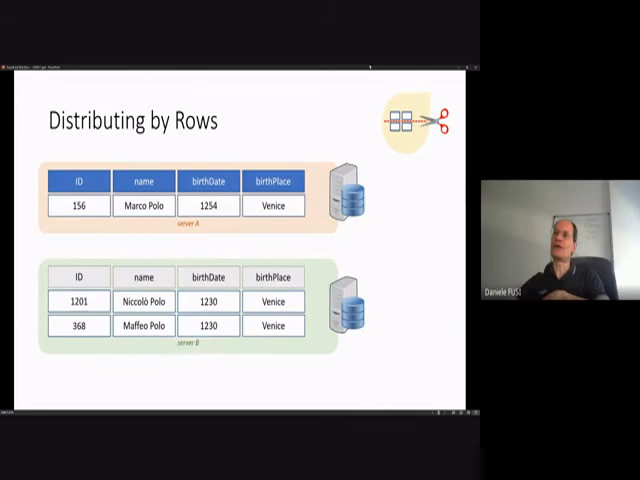 Distributing by Rows
ID name birthDate birthPlace
156 Marco Polo 1254 Venice
server A
ID name birthDate birthPlace
1201 Niccolò Polo 1230 Venice
368 Maffeo Polo 1230 Venice
server B
Daniele FUSI